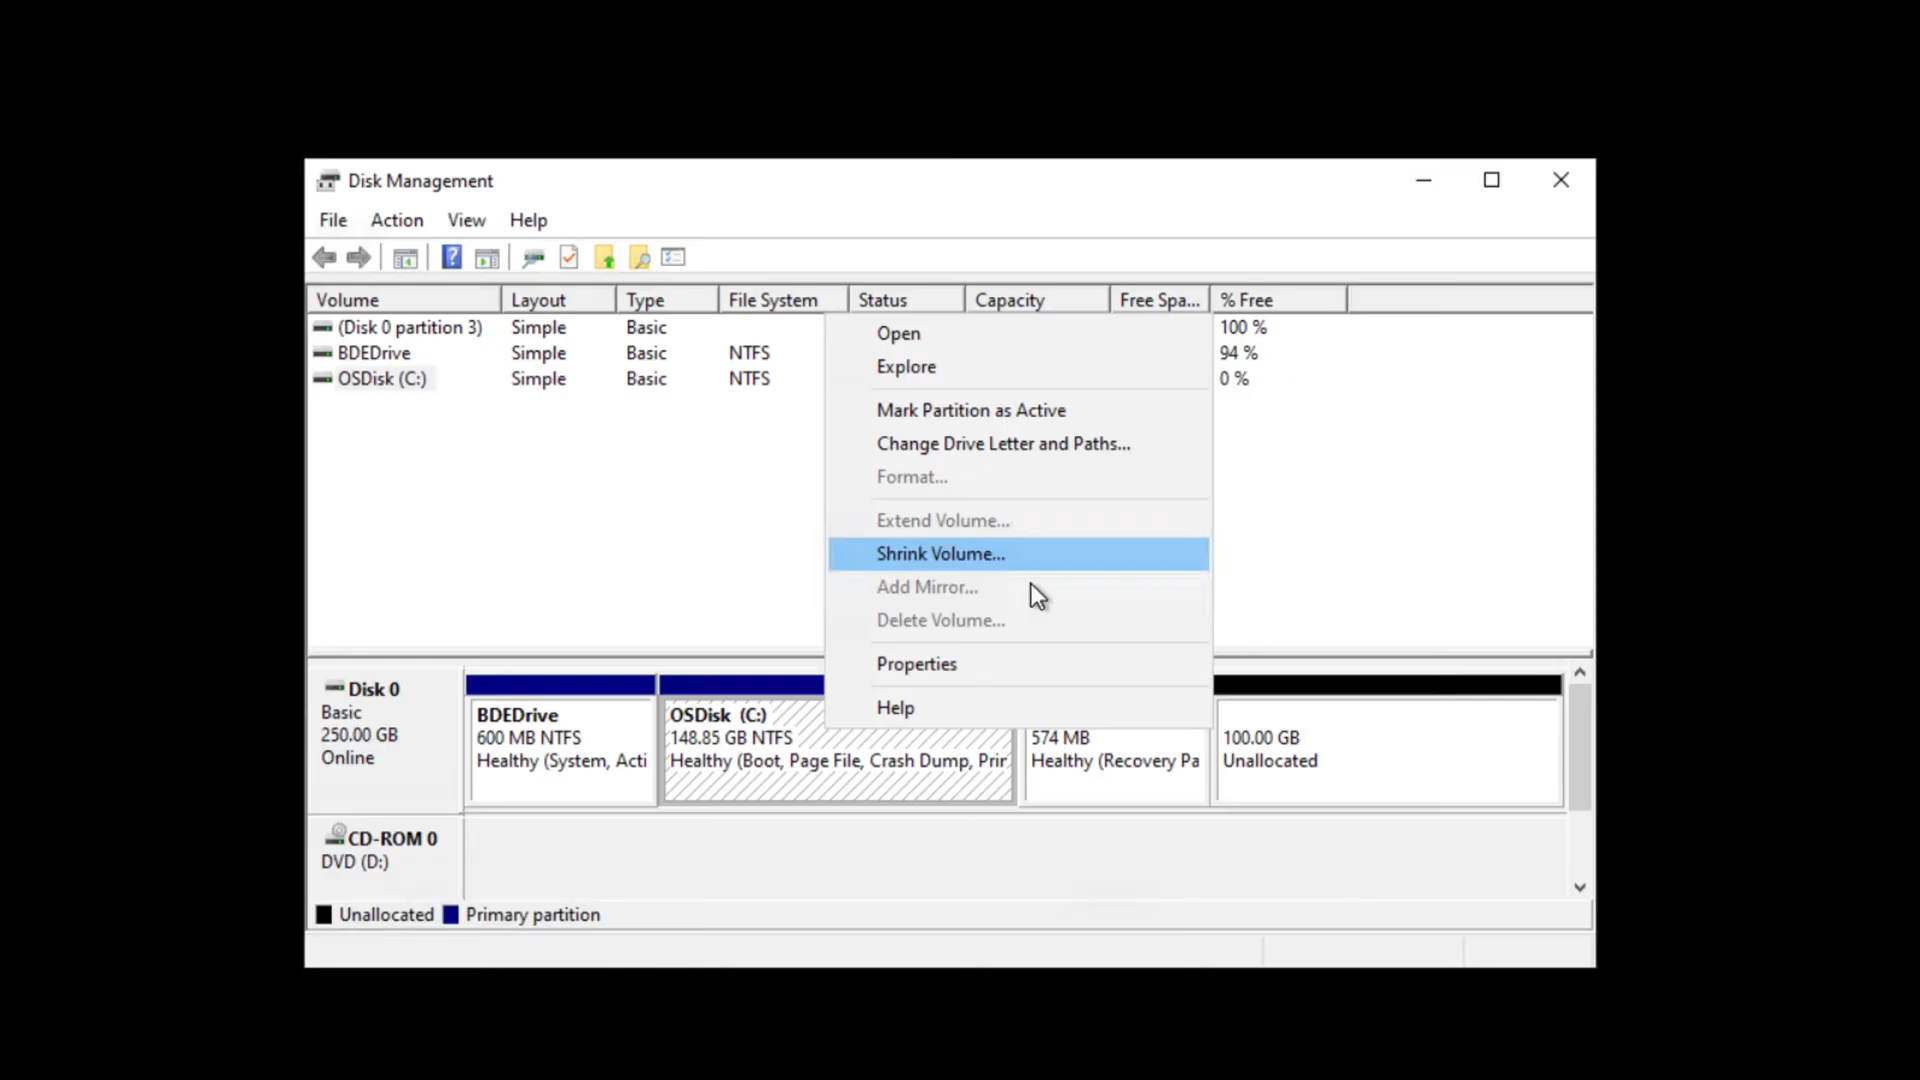 Disk Management
File Action View Help
Volume Layout Type File System Status Capacity Free Spa... % Free
(Disk 0 partition 3) Simple Basic 100 %
BDEDrive Simple Basic NTFS 94 %
OSDisk (C:) Simple Basic NTFS 0 %
Open
Explore
Mark Partition as Active
Change Drive Letter and Paths...
Format...
Extend Volume...
Shrink Volume...
Add Mirror...
Delete Volume...
Properties
Help
Disk 0
Basic
250.00 GB
Online
BDEDrive
600 MB NTFS
Healthy (System, Acti
OSDisk (C:)
148.85 GB NTFS
Healthy (Boot, Page File, Crash Dump, Prir
574 MB
Healthy (Recovery Pa
100.00 GB
Unallocated
CD-ROM 0
DVD (D:)
Unallocated Primary partition